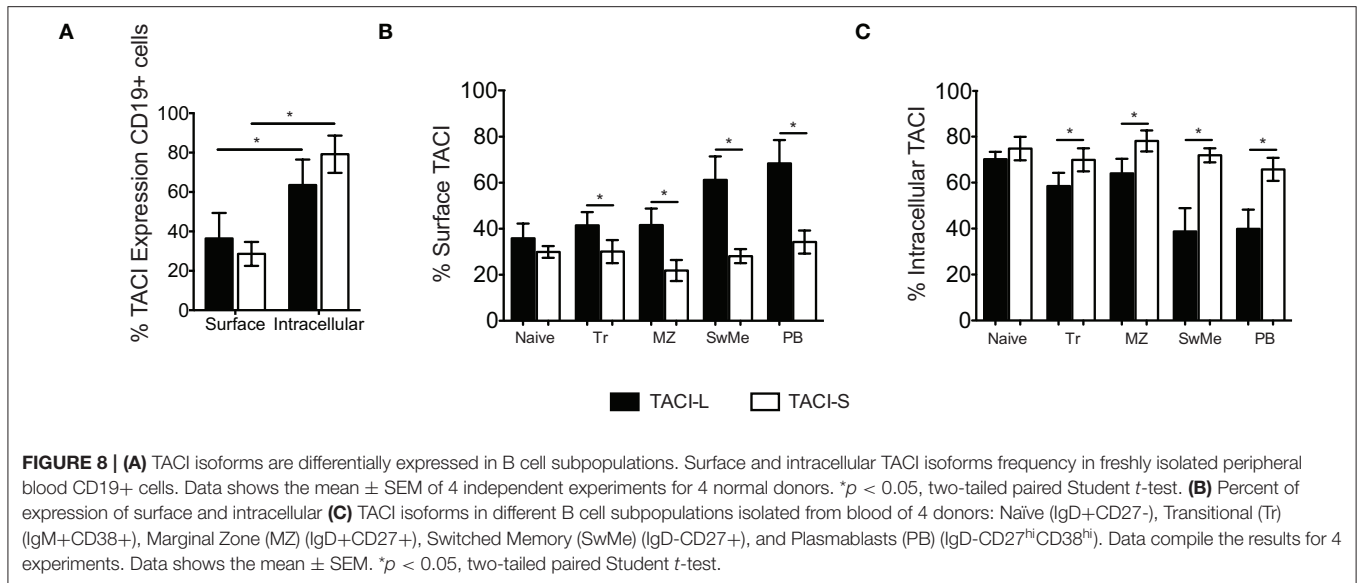 A
B
C
% TACI Expression CD19+ cells
100
80
60
40
20
0
*
*
Surface Intracellular
% Surface TACI
100
80
60
40
20
0
*
*
*
*
Naive Tr MZ SwMe PB
% Intracellular TACI
100
80
60
40
20
0
*
*
*
*
Naive Tr MZ SwMe PB
TACI-L TACI-S
FIGURE 8 | (A) TACI isoforms are differentially expressed in B cell subpopulations. Surface and intracellular TACI isoforms frequency in freshly isolated peripheral
blood CD19+ cells. Data shows the mean ± SEM of 4 independent experiments for 4 normal donors. *p < 0.05, two-tailed paired Student t-test. (B) Percent of
expression of surface and intracellular (C) TACI isoforms in different B cell subpopulations isolated from blood of 4 donors: Naïve (IgD+CD27-), Transitional (Tr)
(IgM+CD38+), Marginal Zone (MZ) (IgD+CD27+), Switched Memory (SwMe) (IgD-CD27+), and Plasmablasts (PB) (IgD-CD27hiCD38hi). Data compile the results for 4
experiments. Data shows the mean ± SEM. *p < 0.05, two-tailed paired Student t-test.